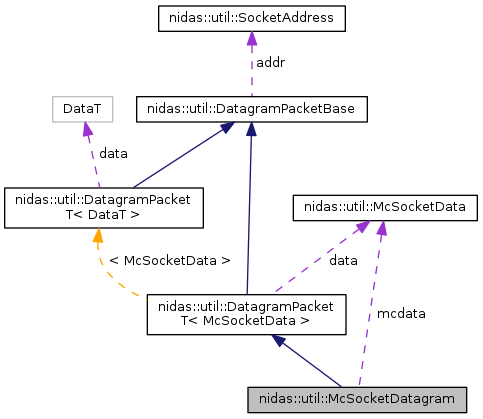 nidas::util::SocketAddress
addr
DataT
nidas::util::DatagramPacketBase
data
nidas::util::DatagramPacket
T< DataT >
nidas::util::McSocketData
< McSocketData >
data
nidas::util::DatagramPacket
T< McSocketData >
mcdata
nidas::util::McSocketDatagram